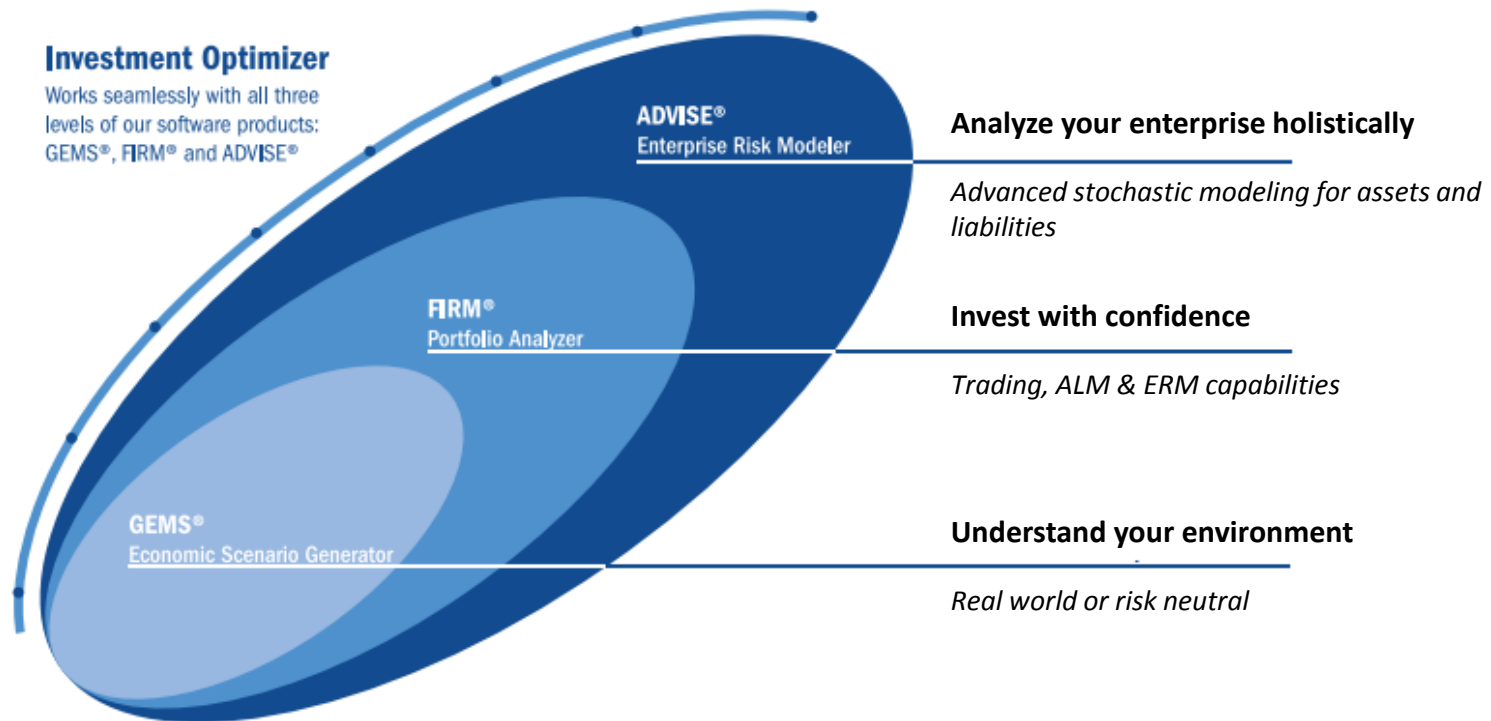 Investment Optimizer
Works seamlessly with all three
levels of our software products:
GEMS®, FIRM® and ADVISE®
ADVISE®
Enterprise Risk Modeler
Analyze your enterprise holistically
Advanced stochastic modeling for assets and
liabilities
FIRM®
Portfolio Analyzer
Invest with confidence
Trading, ALM & ERM capabilities
GEMS®
Economic Scenario Generator
Understand your environment
Real world or risk neutral